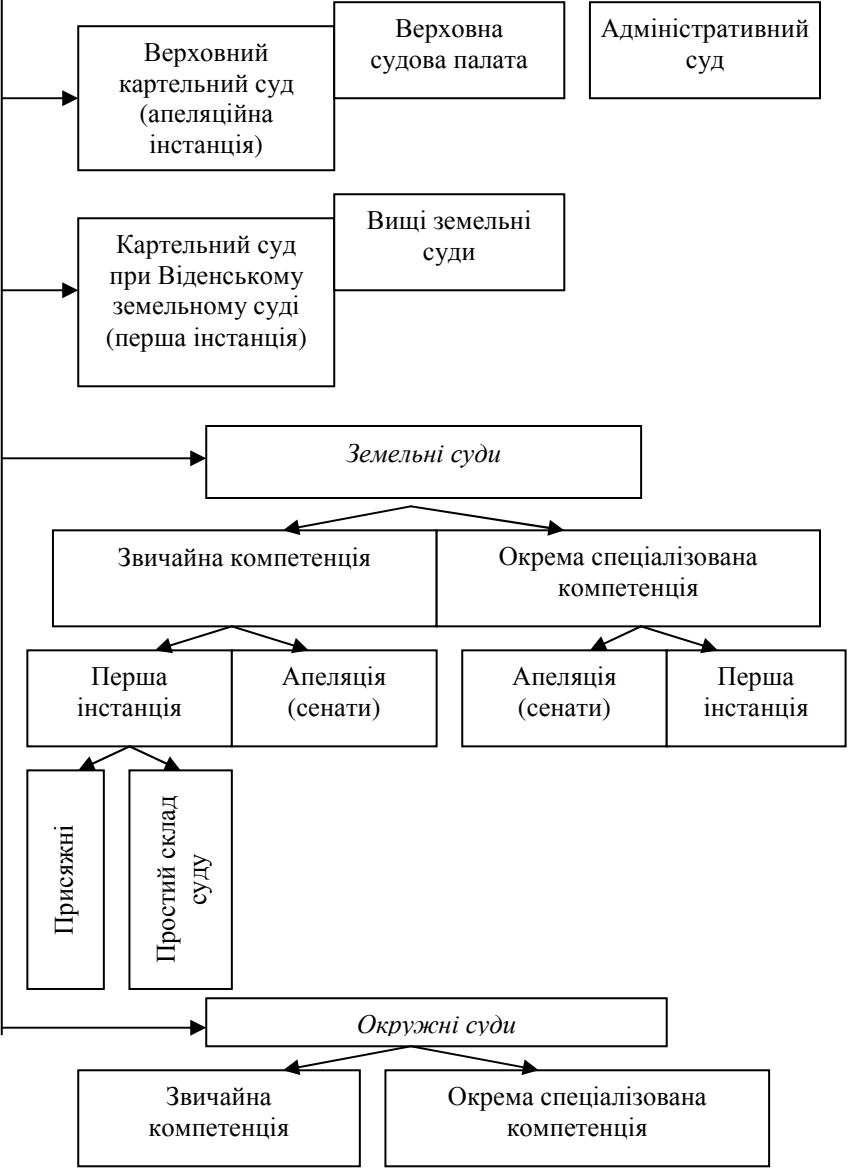 Верховний
картельний суд
(апеляційна
інстанція)
Верховна
судова палата
Адміністративний
суд
Картельний суд
при Віденському
земельному суді
(перша інстанція)
Вищі земельні
суди
Земельні суди
Звичайна компетенція
Окрема спеціалізована
компетенція
Перша
інстанція
Апеляція
(сенати)
Апеляція
(сенати)
Перша
інстанція
Присяжні
Простий склад
суду
Окружні суди
Звичайна
компетенція
Окрема спеціалізована
компетенція